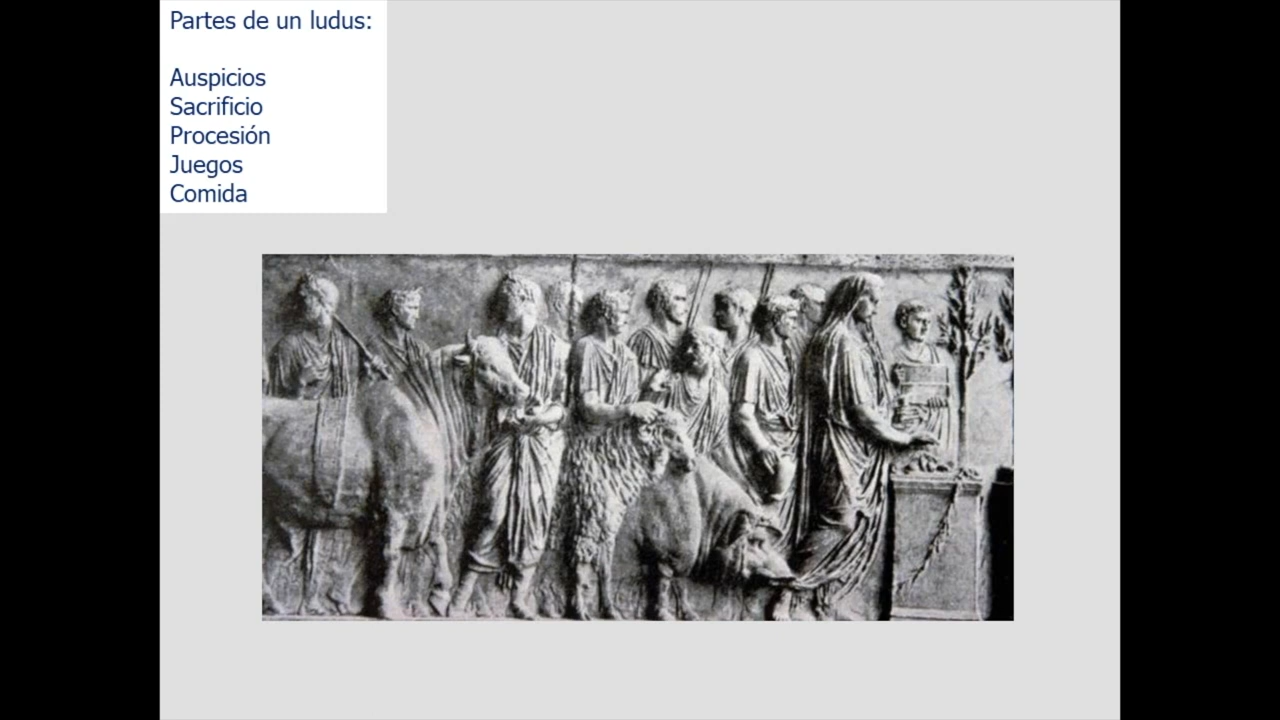 Partes de un ludus:
Auspicios
Sacrificio
Procesión
Juegos
Comida